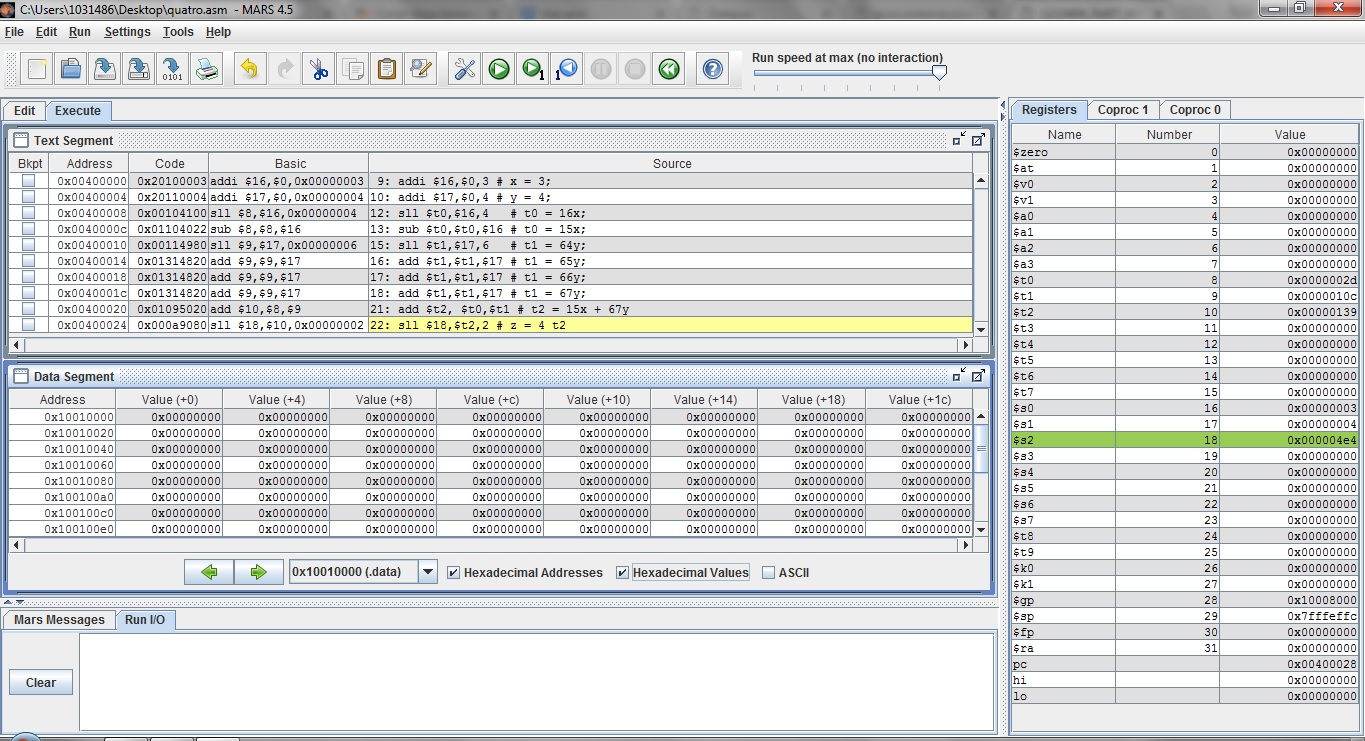 C:\Users\1031486\Desktop\quatro.asm - MARS 4.5
File Edit Run Settings Tools Help
Run speed at max (no interaction)
Edit Execute
Text Segment
Bkpt Address Code Basic Source
0x00400000 0x20100003 addi $16,$0,0x00000003 9: addi $16,$0,3 # x = 3;
0x00400004 0x20110004 addi $17,$0,0x00000004 10: addi $17,$0,4 # y = 4;
0x00400008 0x00104100 sll $8,$16,0x00000004 12: sll $t0,$16,4 # t0 = 16x;
0x0040000c 0x01104022 sub $8,$8,$16 13: sub $t0,$t0,$16 # t0 = 15x;
0x00400010 0x00114980 sll $9,$17,0x00000006 15: sll $t1,$17,6 # t1 = 64y;
0x00400014 0x01314820 add $9,$9,$17 16: add $t1,$t1,$17 # t1 = 65y;
0x00400018 0x01314820 add $9,$9,$17 17: add $t1,$t1,$17 # t1 = 66y;
0x0040001c 0x01314820 add $9,$9,$17 18: add $t1,$t1,$17 # t1 = 67y;
0x00400020 0x01095020 add $10,$8,$9 21: add $t2, $t0,$t1 # t2 = 15x + 67y
0x00400024 0x000a9080 sll $18,$10,0x00000002 22: sll $18,$t2,2 # z = 4 t2
Data Segment
Address Value (+0) Value (+4) Value (+8) Value (+c) Value (+10) Value (+14) Value (+18) Value (+1c)
0x10010000 0x00000000 0x00000000 0x00000000 0x00000000 0x00000000 0x00000000 0x00000000 0x00000000
0x10010020 0x00000000 0x00000000 0x00000000 0x00000000 0x00000000 0x00000000 0x00000000 0x00000000
0x10010040 0x00000000 0x00000000 0x00000000 0x00000000 0x00000000 0x00000000 0x00000000 0x00000000
0x10010060 0x00000000 0x00000000 0x00000000 0x00000000 0x00000000 0x00000000 0x00000000 0x00000000
0x10010080 0x00000000 0x00000000 0x00000000 0x00000000 0x00000000 0x00000000 0x00000000 0x00000000
0x100100a0 0x00000000 0x00000000 0x00000000 0x00000000 0x00000000 0x00000000 0x00000000 0x00000000
0x100100c0 0x00000000 0x00000000 0x00000000 0x00000000 0x00000000 0x00000000 0x00000000 0x00000000
0x100100e0 0x00000000 0x00000000 0x00000000 0x00000000 0x00000000 0x00000000 0x00000000 0x00000000
0x10010000 (.data) Hexadecimal Addresses Hexadecimal Values ASCII
Mars Messages Run I/O
Clear
Registers Coproc 1 Coproc 0
Name Number Value
$zero 0 0x00000000
$at 1 0x00000000
$v0 2 0x00000000
$v1 3 0x00000000
$a0 4 0x00000000
$a1 5 0x00000000
$a2 6 0x00000000
$a3 7 0x00000000
$t0 8 0x0000002d
$t1 9 0x0000010c
$t2 10 0x00000139
$t3 11 0x00000000
$t4 12 0x00000000
$t5 13 0x00000000
$t6 14 0x00000000
$t7 15 0x00000000
$s0 16 0x00000003
$s1 17 0x00000004
$s2 18 0x000004e4
$s3 19 0x00000000
$s4 20 0x00000000
$s5 21 0x00000000
$s6 22 0x00000000
$s7 23 0x00000000
$t8 24 0x00000000
$t9 25 0x00000000
$k0 26 0x00000000
$k1 27 0x00000000
$gp 28 0x10008000
$sp 29 0x7fffeffc
$fp 30 0x00000000
$ra 31 0x00000000
pc 0x00400028
hi 0x00000000
lo 0x00000000